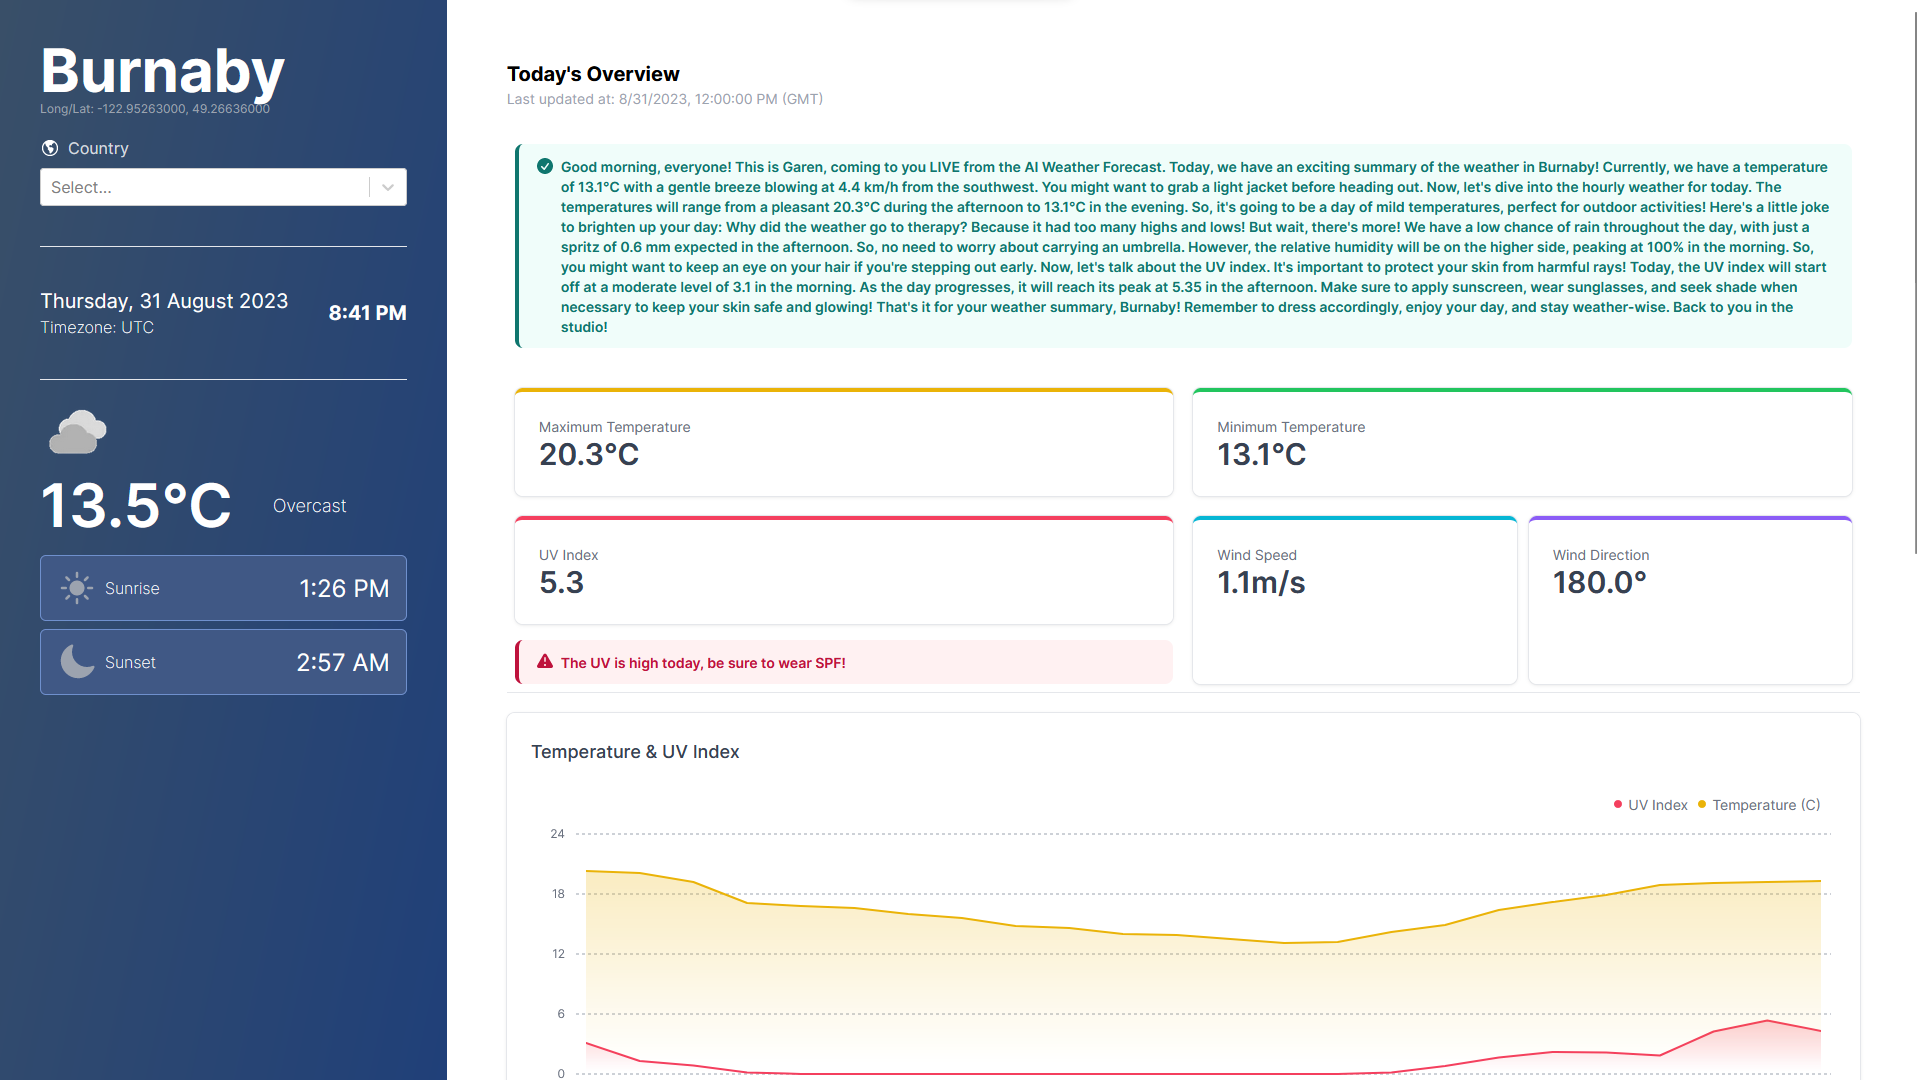 Burnaby
Long/Lat: -122.95263000, 49.26636000
Country
Select...
Thursday, 31 August 2023
Timezone: UTC
8:41 PM
13.5°C
Overcast
Sunrise
1:26 PM
Sunset
2:57 AM
Today's Overview
Last updated at: 8/31/2023, 12:00:00 PM (GMT)
Good morning, everyone! This is Garen, coming to you LIVE from the AI Weather Forecast. Today, we have an exciting summary of the weather in Burnaby! Currently, we have a temperature
of 13.1°C with a gentle breeze blowing at 4.4 km/h from the southwest. You might want to grab a light jacket before heading out. Now, let's dive into the hourly weather for today. The
temperatures will range from a pleasant 20.3°C during the afternoon to 13.1°C in the evening. So, it's going to be a day of mild temperatures, perfect for outdoor activities! Here's a little joke
to brighten up your day: Why did the weather go to therapy? Because it had too many highs and lows! But wait, there's more! We have a low chance of rain throughout the day, with just a
spritz of 0.6 mm expected in the afternoon. So, no need to worry about carrying an umbrella. However, the relative humidity will be on the higher side, peaking at 100% in the morning. So,
you might want to keep an eye on your hair if you're stepping out early. Now, let's talk about the UV index. It's important to protect your skin from harmful rays! Today, the UV index will start
off at a moderate level of 3.1 in the morning. As the day progresses, it will reach its peak at 5.35 in the afternoon. Make sure to apply sunscreen, wear sunglasses, and seek shade when
necessary to keep your skin safe and glowing! That's it for your weather summary, Burnaby! Remember to dress accordingly, enjoy your day, and stay weather-wise. Back to you in the
studio!
Maximum Temperature
20.3°C
Minimum Temperature
13.1°C
UV Index
5.3
Wind Speed
1.1m/s
Wind Direction
180.0°
The UV is high today, be sure to wear SPF!
Temperature & UV Index
UV Index
Temperature (C)
24
18
12
6
0